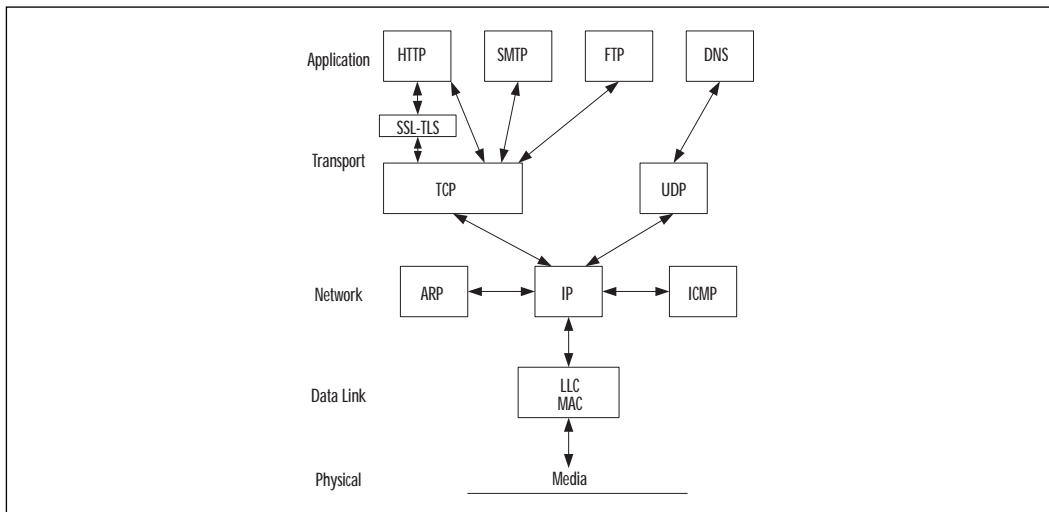 Application
HTTP
SMTP
FTP
DNS
SSL-TLS
Transport
TCP
UDP
Network
ARP
IP
ICMP
Data Link
LLC
MAC
Physical
Media